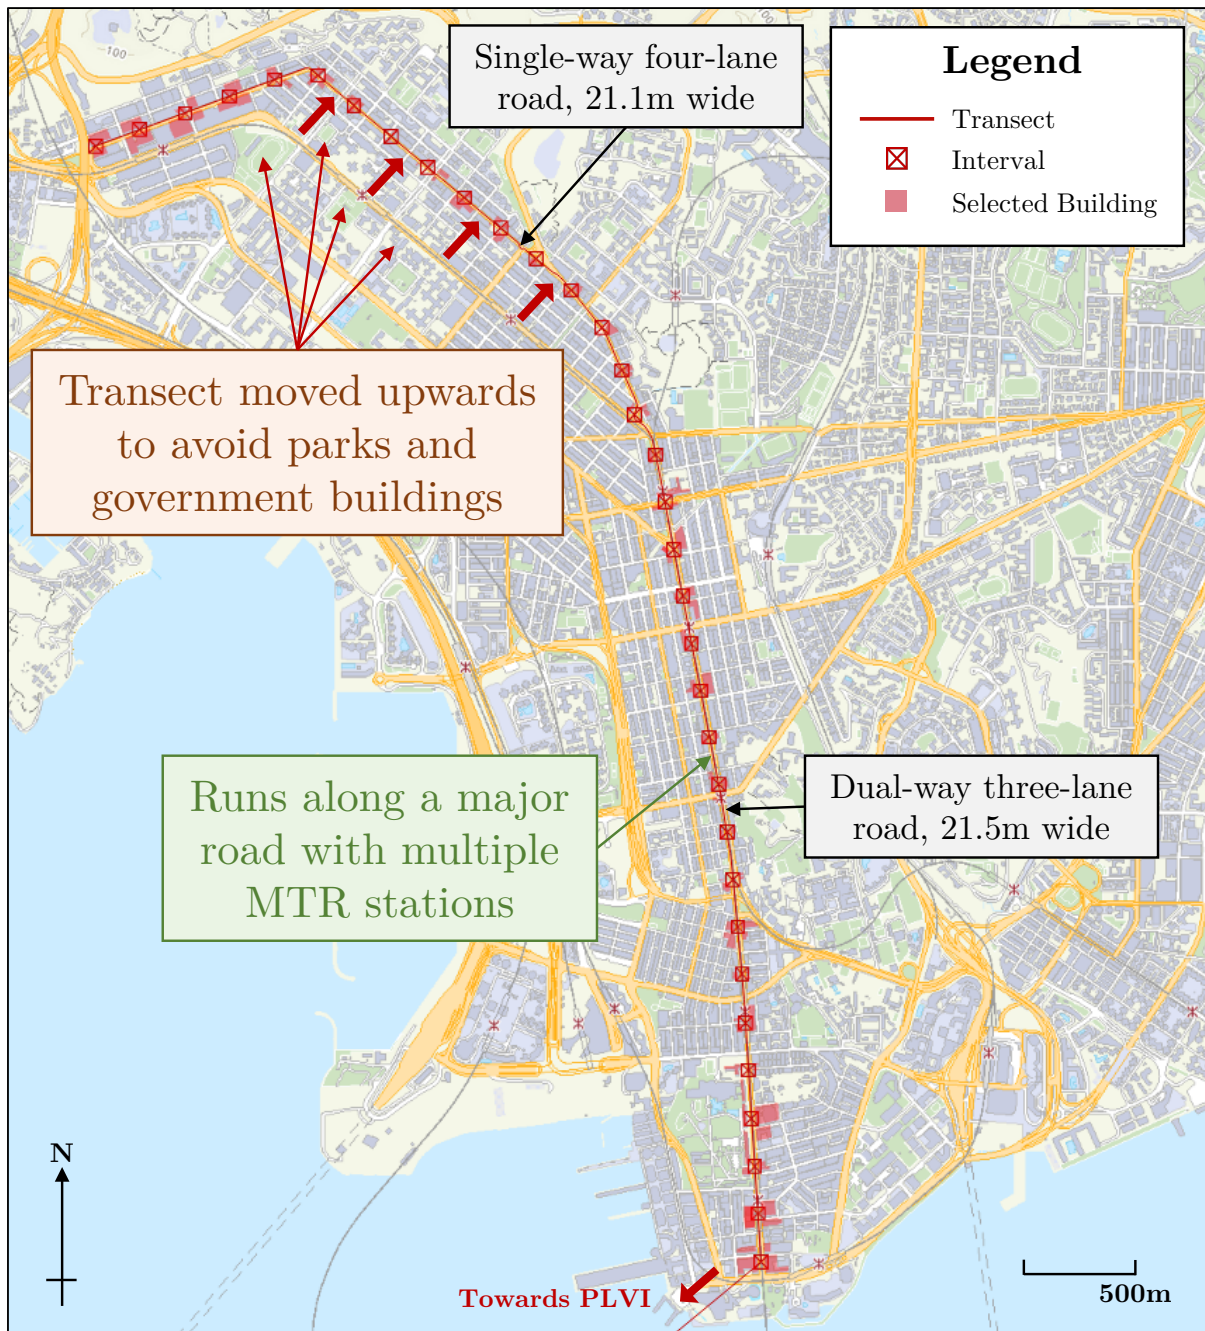 100
100
Single-way four-lane
road, 21.1m wide
Legend
Transect
Interval
Selected Building
Transect moved upwards
to avoid parks and
government buildings
Runs along a major
road with multiple
MTR stations
Dual-way three-lane
road, 21.5m wide
N
Towards PLVI
500m